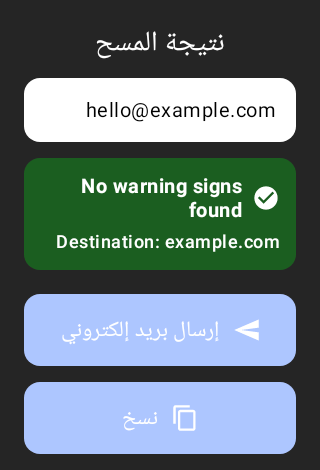 نتيجة المسح
hello@example.com
No warning signs
found
Destination: example.com
إرسال بريد إلكتروني
نسخ